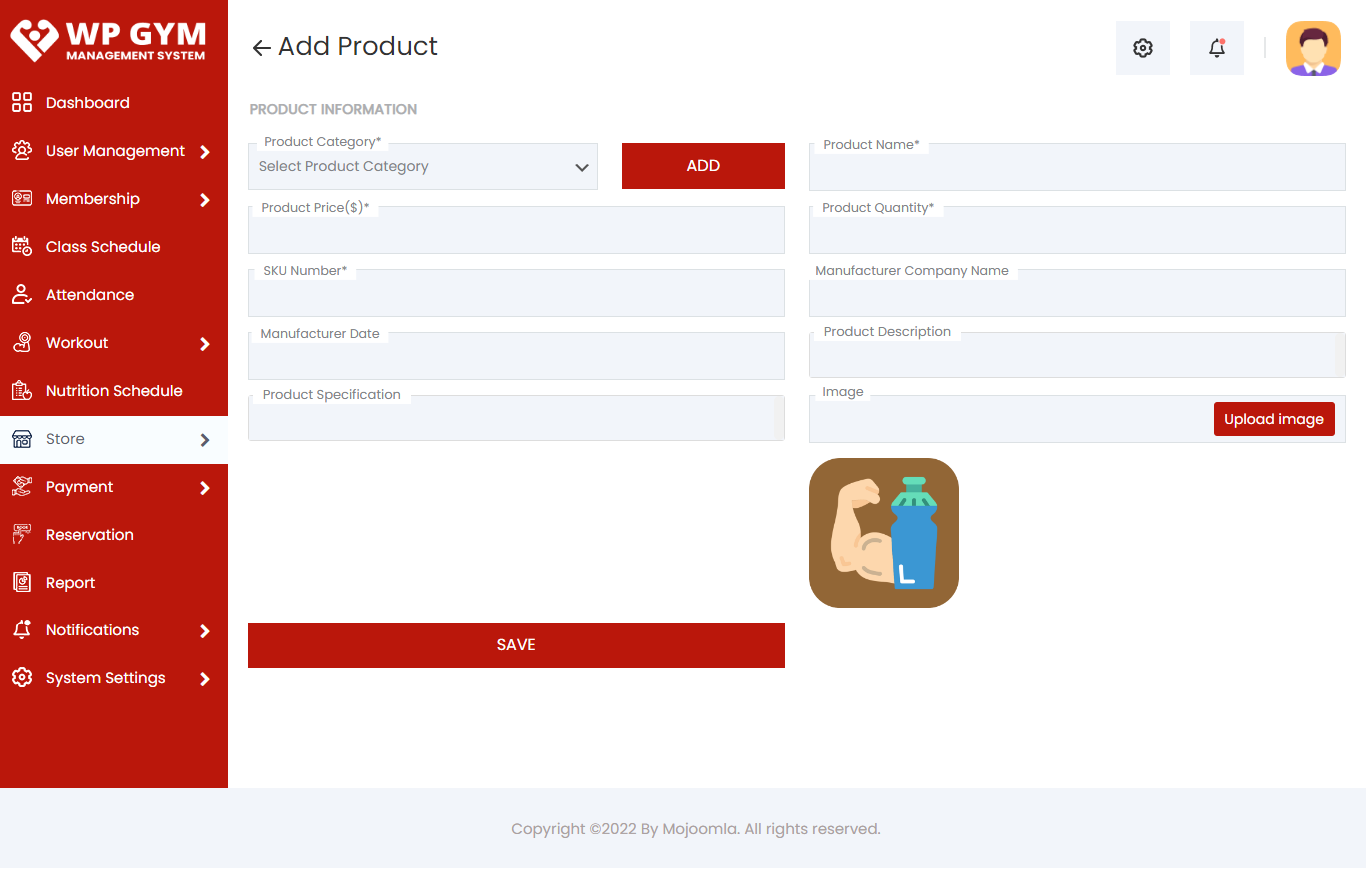 WP GYM
MANAGEMENT SYSTEM
Dashboard
User Management
Membership
Class Schedule
Attendance
Workout
Nutrition Schedule
Store
Payment
Reservation
Report
Notifications
System Settings
Add Product
PRODUCT INFORMATION
Product Category*
Select Product Category
ADD
Product Name*
Product Price($)*
Product Quantity*
SKU Number*
Manufacturer Company Name
Manufacturer Date
Product Description
Product Specification
Image
Upload image
SAVE
Copyright ©2022 By Mojoomla. All rights reserved.